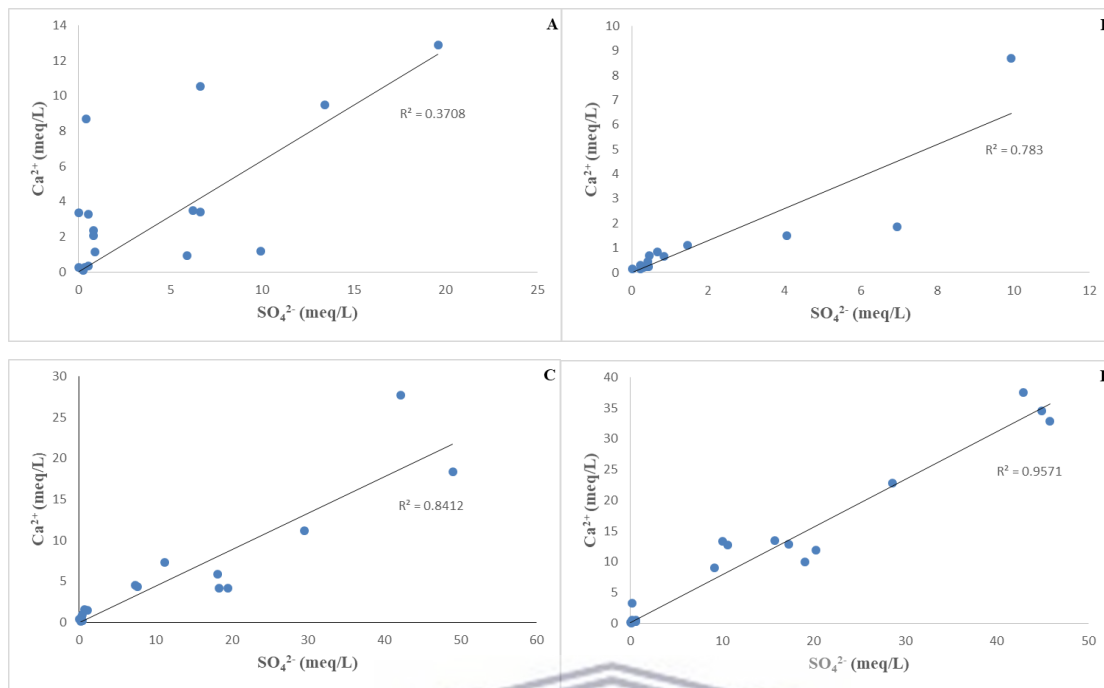 A
14
12
10
8
6
4
2
0
0 5 10 15 20 25
Ca²⁺ (meq/L)
SO₄²⁻ (meq/L)
R² = 0.3708
10
9
8
7
6
5
4
3
2
1
0
0 2 4 6 8 10 12
Ca²⁺ (meq/L)
SO₄²⁻ (meq/L)
R² = 0.783
C
30
25
20
15
10
5
0
0 10 20 30 40 50 60
Ca²⁺ (meq/L)
SO₄²⁻ (meq/L)
R² = 0.8412
40
35
30
25
20
15
10
5
0
0 10 20 30 40 50
Ca²⁺ (meq/L)
SO₄²⁻ (meq/L)
R² = 0.9571